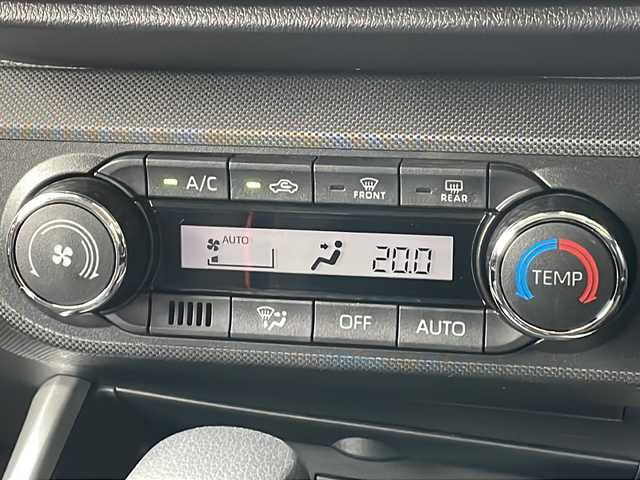 A/C
FRONT
REAR
AUTO
20.0
TEMP
OFF
AUTO